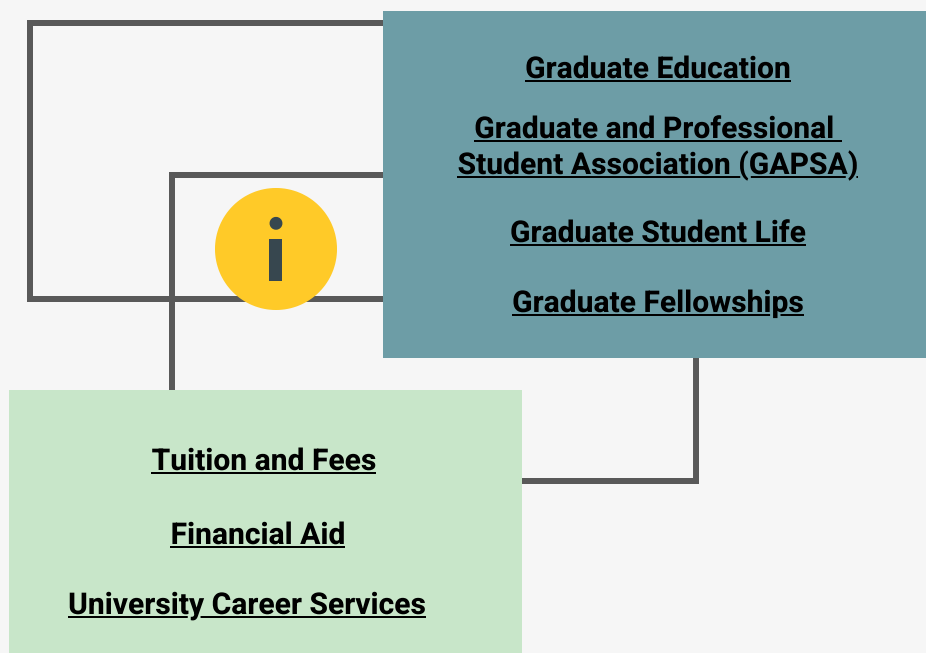 Graduate Education
Graduate and Professional
Student Association (GAPSA)
Graduate Student Life
Graduate Fellowships
i
Tuition and Fees
Financial Aid
University Career Services